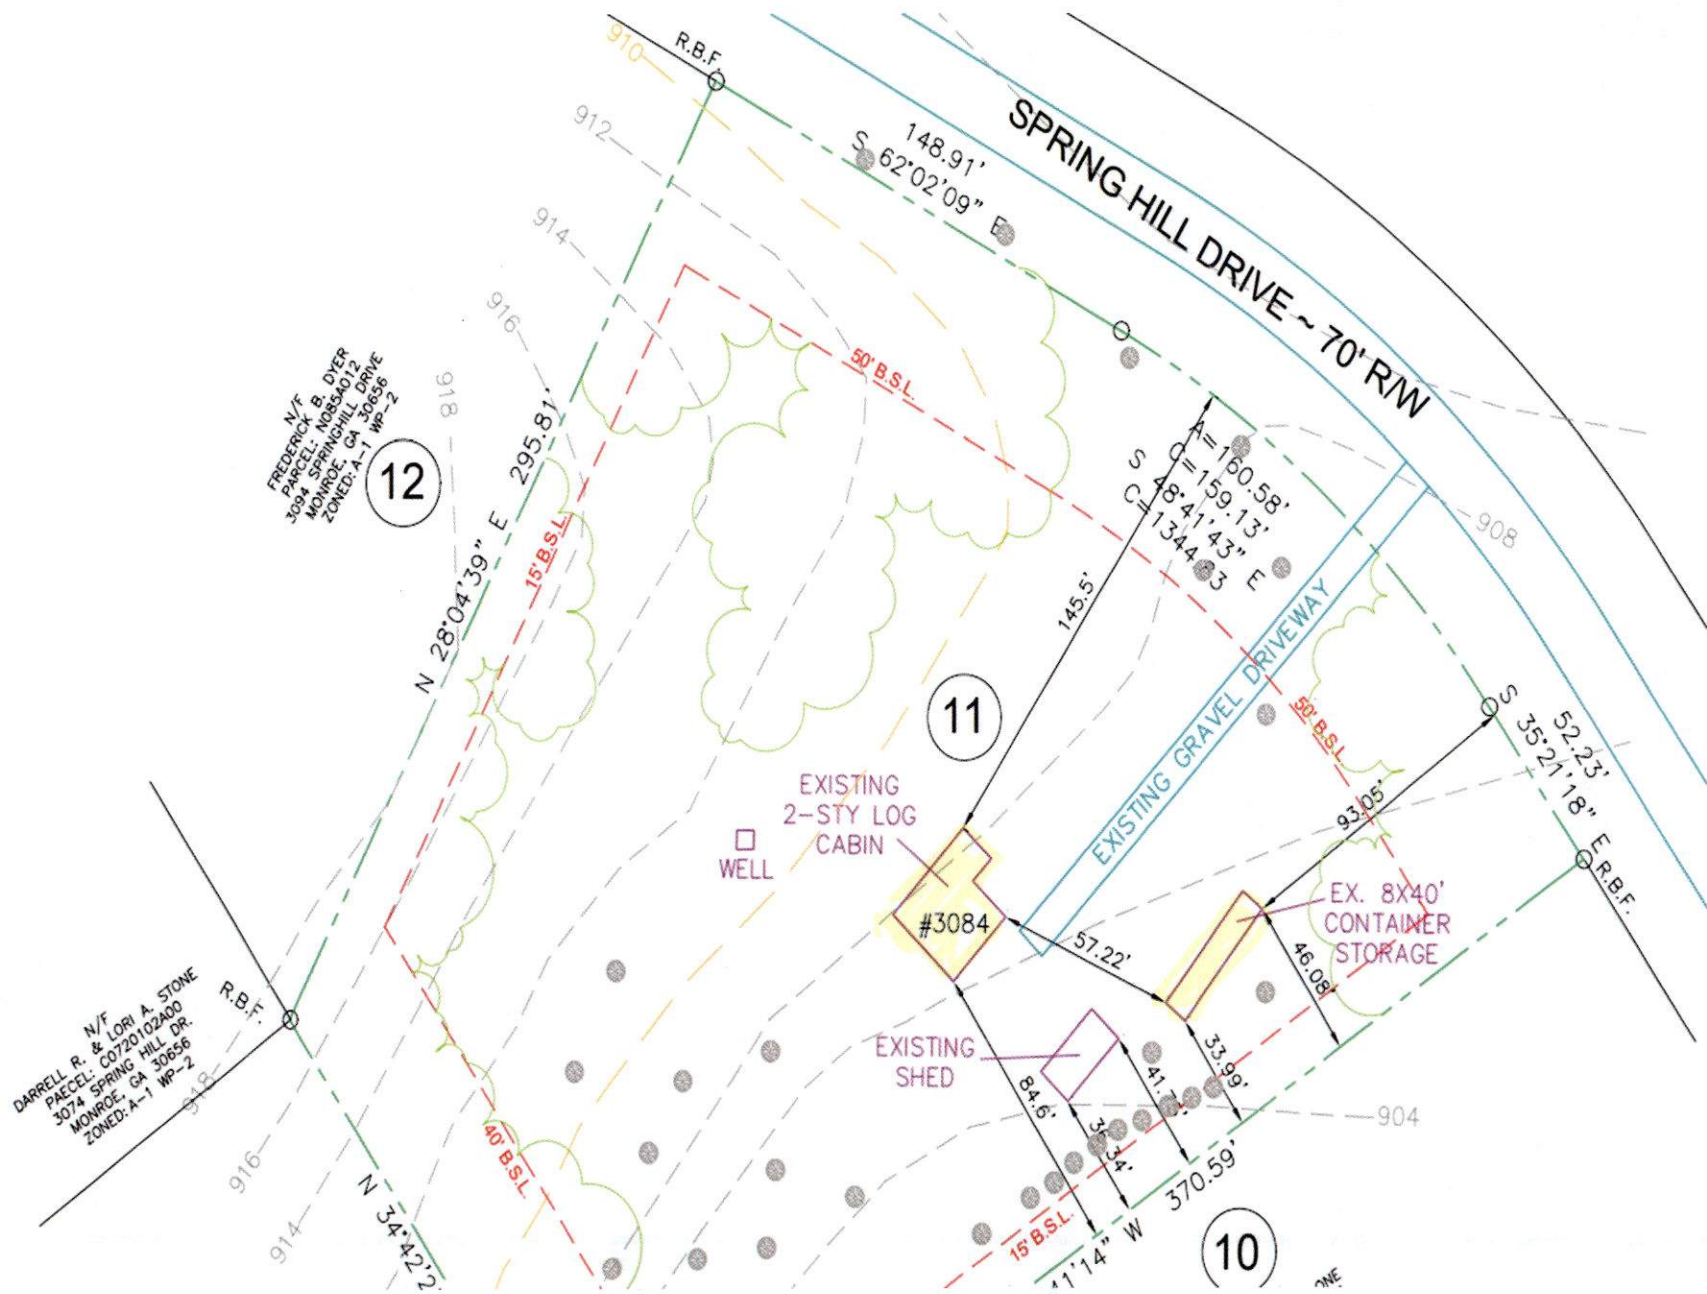 910
R.B.F.
912
148.91'
S 62°02'09" E
SPRING HILL DRIVE ~ 70' R/W
914
916
918
N/F
FREDERICK B. DYER
PARCEL: N085A012
3094 SPRINGHILL DRIVE
MONROE, GA 30656
ZONED: A-1 WP-2
12
295.81'
N 28°04'39" E
15' B.S.L.
50' B.S.L.
A=160.58'
C=159.13'
S 48°41'43" E
908
145.5'
11
EXISTING GRAVEL DRIVEWAY
50' B.S.L.
S 35°21'18" E
52.23'
R.B.F.
93.05'
EXISTING
2-STY LOG
CABIN
WELL
#3084
57.22'
EX. 8X40'
CONTAINER
STORAGE
46.08'
R.B.F.
N/F
DARRELL R. & LORI A. STONE
PAECEL: C0720102A00
3074 SPRING HILL DR.
MONROE, GA 30656
ZONED: A-1 WP-2
918
916
914
N 34°42'2
40' B.S.L.
EXISTING
SHED
84.6'
33.99'
904
370.59'
15' B.S.L.
11'14" W
10
ONE